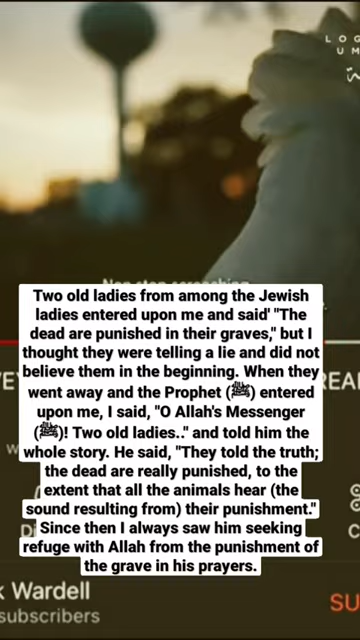 LOG
UM
Two old ladies from among the Jewish
ladies entered upon me and said' "The
dead are punished in their graves," but I
thought they were telling a lie and did not
believe them in the beginning. When they
went away and the Prophet (ﷺ) entered
upon me, I said, "O Allah's Messenger
(ﷺ)! Two old ladies.." and told him the
whole story. He said, "They told the truth;
the dead are really punished, to the
extent that all the animals hear (the
sound resulting from) their punishment."
Since then I always saw him seeking
refuge with Allah from the punishment of
the grave in his prayers.
k Wardell
subscribers
SU